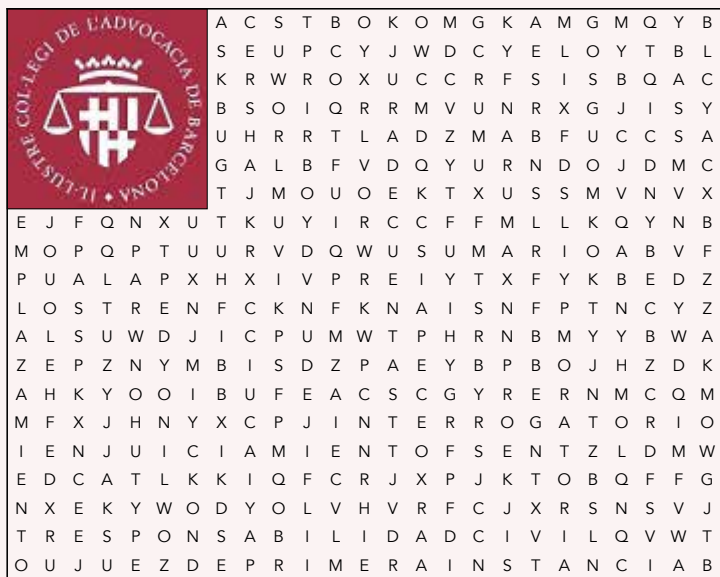 IL·LUSTRE COL·LEGI DE L'ADVOCACIA DE BARCELONA
A C S T B O K O M G K A M G M Q Y B
S E U P C Y J W D C Y E L O Y T B L
K R W R O X U C C R F S I S B Q A C
B S O I Q R R M V U N R X G J I S Y
U H R R T L A D Z M A B F U C C S A
G A L B F V D Q Y U R N D O J D M C
T J M O U O E K T X U S S M V N V X
E J F Q N X U T K U Y I R C C F F M L L K Q Y N B
M O P Q P T U U R V D Q W U S U M A R I O A B V F
P U A L A P X H X I V P R E I Y T X F Y K B E D Z
L O S T R E N F C K N F K N A I S N F P T N C Y Z
A L S U W D J I C P U M W T P H R N B M Y Y B W A
Z E P Z N Y M B I S D Z P A E Y B P B O J H Z D K
A H K Y O O I B U F E A C S C G Y R E R N M C Q M
M F X J H N Y X C P J I N T E R R O G A T O R I O
I E N J U I C I A M I E N T O F S E N T Z L D M W
E D C A T L K K I Q F C R J X P J K T O B Q F F G
N X E K Y W O D Y O L V H V R F C J X R S N S V J
T R E S P O N S A B I L I D A D C I V I L Q V W T
O U J U E Z D E P R I M E R A I N S T A N C I A B